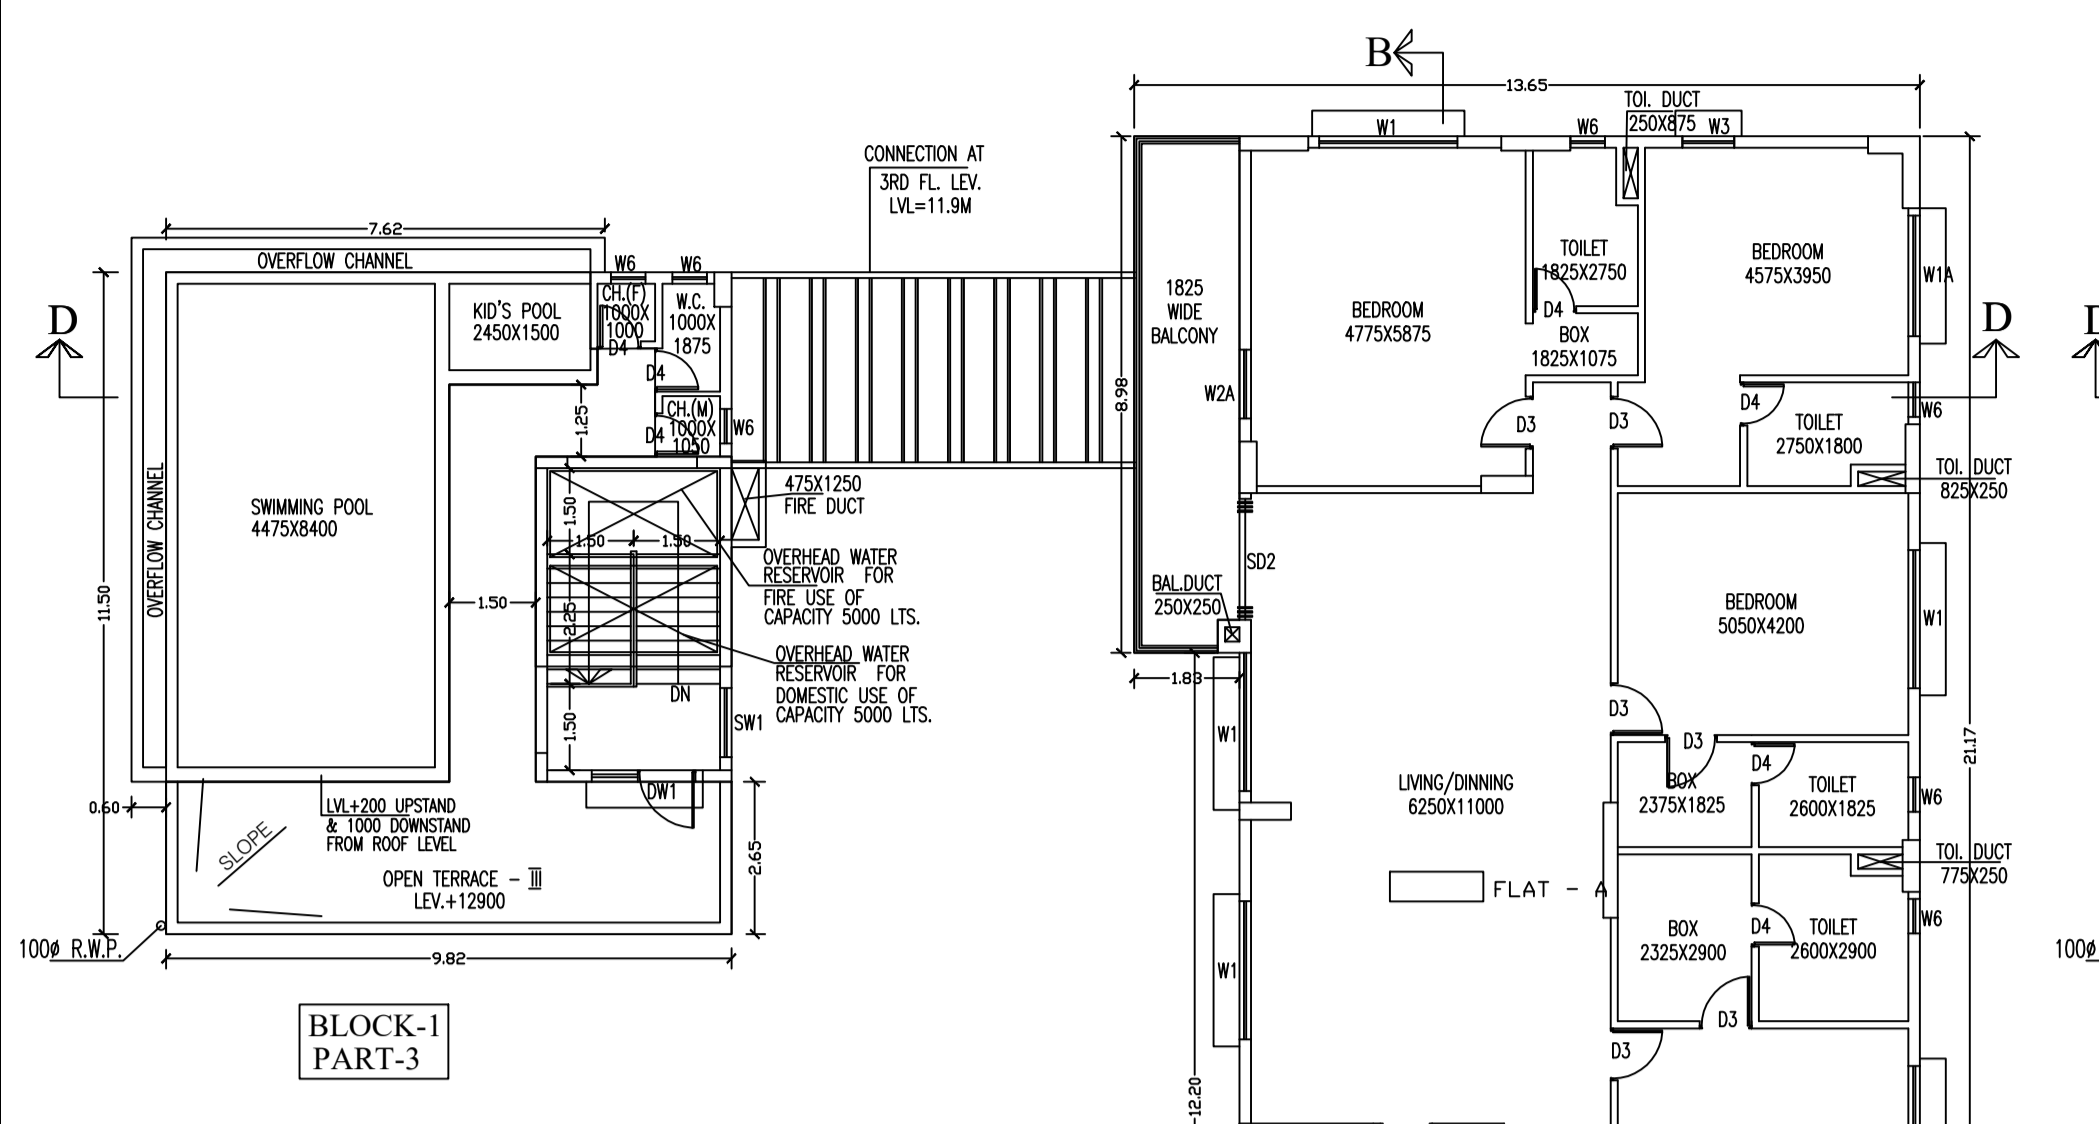 B
13.65
TOI. DUCT
250X875
W1
W6
W3
CONNECTION AT
3RD FL. LEV.
LVL=11.9M
7.62
OVERFLOW CHANNEL
W6
W6
KID'S POOL
2450X1500
CH.(F)
1000X
1000
D4
W.C.
1000X
1875
D4
CH.(M)
1000X
1050
D4
W6
D
1.25
11.50
OVERFLOW CHANNEL
SWIMMING POOL
4475X8400
1.50
1.50
1.50
1.50
2.25
1.50
475X1250
FIRE DUCT
OVERHEAD WATER
RESERVOIR FOR
FIRE USE OF
CAPACITY 5000 LTS.
OVERHEAD WATER
RESERVOIR FOR
DOMESTIC USE OF
CAPACITY 5000 LTS.
DN
SW1
DW1
0.60
LVL+200 UPSTAND
& 1000 DOWNSTAND
FROM ROOF LEVEL
SLOPE
OPEN TERRACE - III
LEV.+12900
2.65
100ø R.W.P.
9.82
BLOCK-1
PART-3
1825
WIDE
BALCONY
8.98
W2A
BEDROOM
4775X5875
TOILET
1825X2750
D4
BOX
1825X1075
BEDROOM
4575X3950
W1A
D
D3
D3
D4
TOILET
2750X1800
W6
TOI. DUCT
825X250
SD2
BAL.DUCT
250X250
1.83
BEDROOM
5050X4200
W1
W1
D3
D3
D4
BOX
2375X1825
TOILET
2600X1825
W6
21.17
LIVING/DINNING
6250X11000
TOI. DUCT
775X250
FLAT - A
W1
BOX
2325X2900
D4
TOILET
2600X2900
W6
D3
D3
12.20
100ø